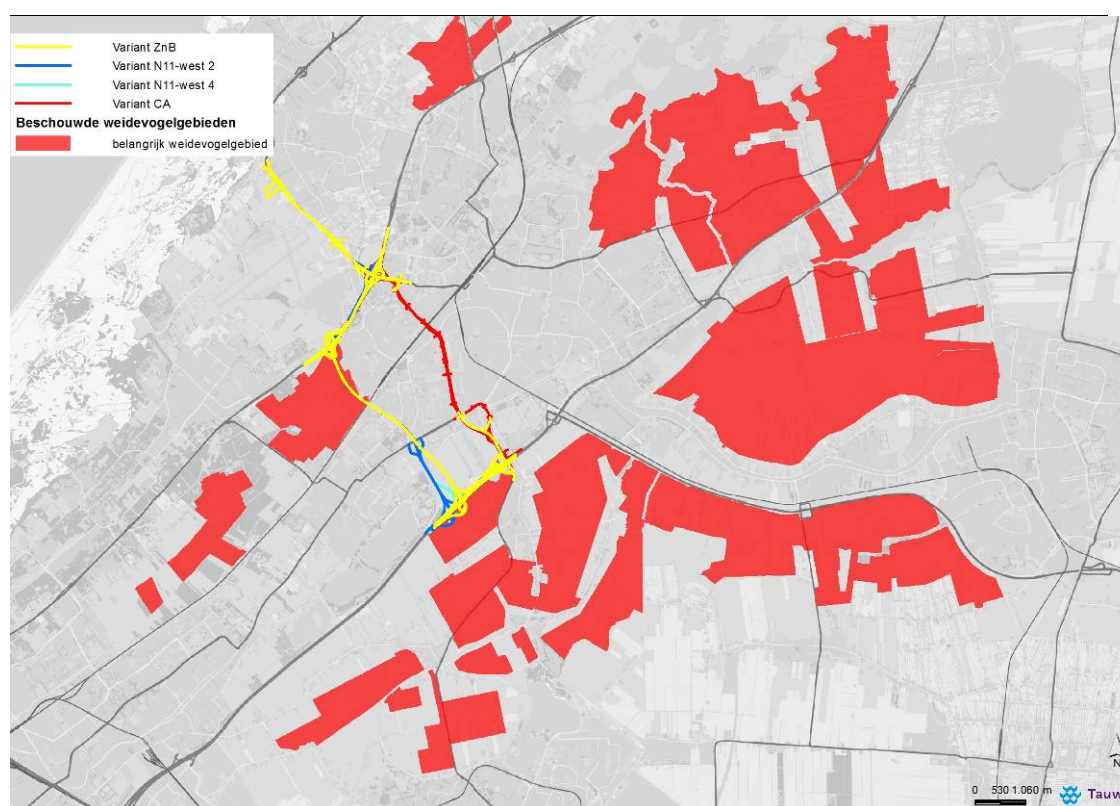 Variant ZnB
Variant N11-west 2
Variant N11-west 4
Variant CA
Beschouwde weidevogelgebieden
belangrijk weidevogelgebied
N
0 530 1.060 m
Tauw